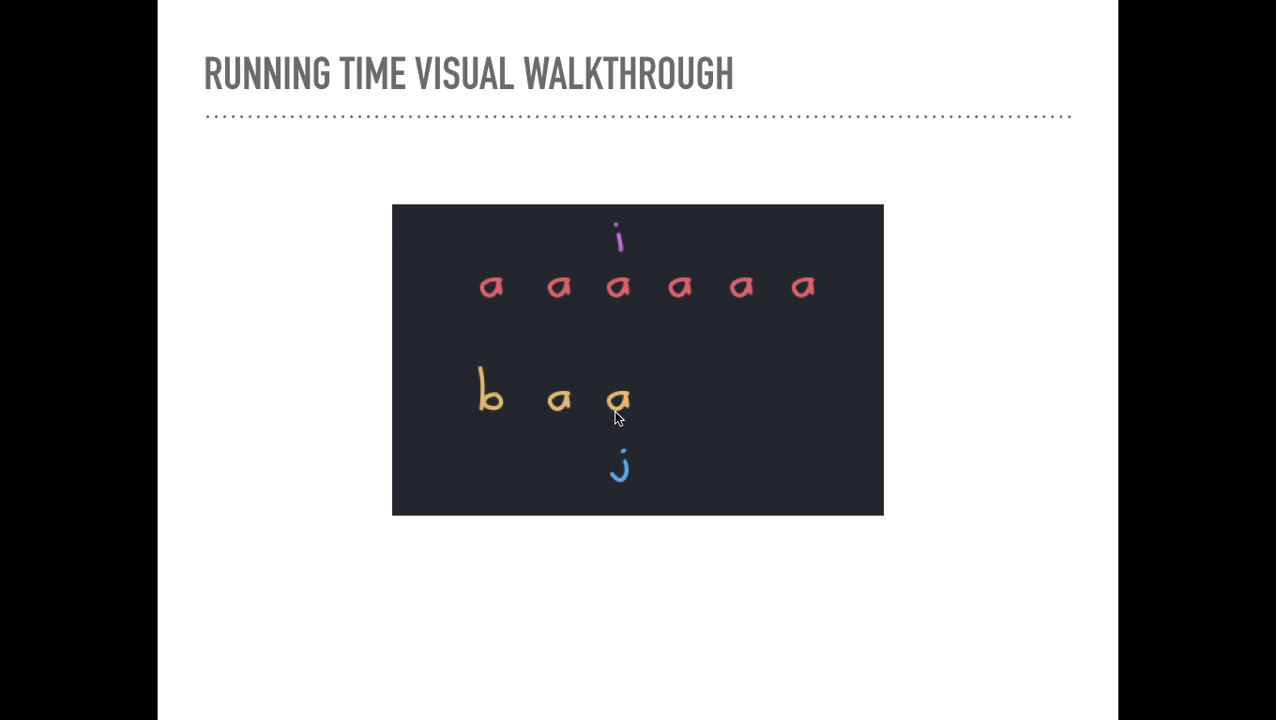 RUNNING TIME VISUAL WALKTHROUGH
i
a a a a a a
b a a
j